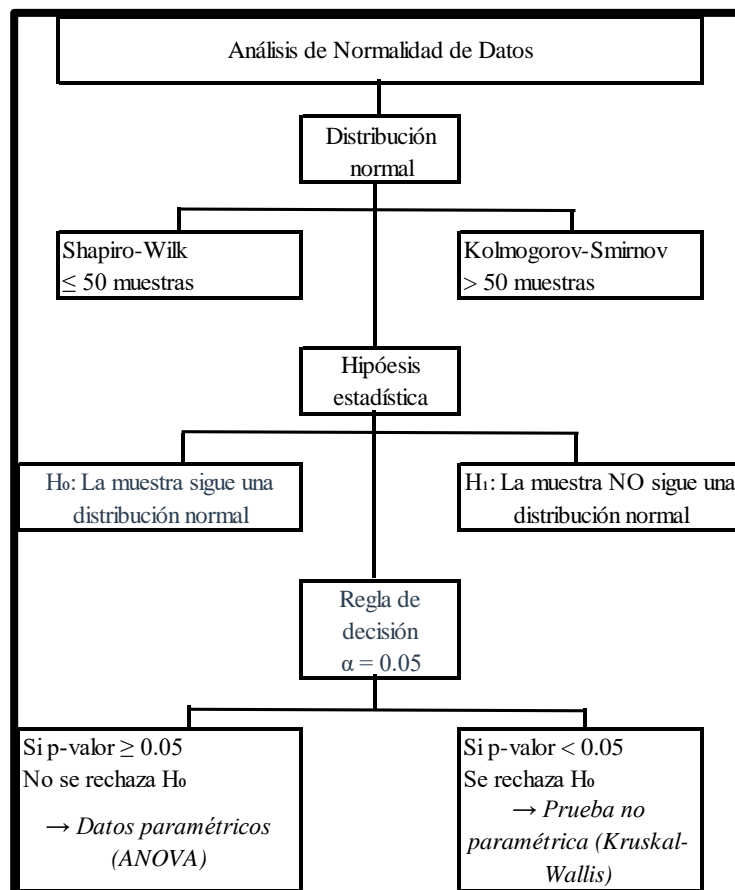 Análisis de Normalidad de Datos
Distribución
normal
Shapiro-Wilk
≤ 50 muestras
Kolmogorov-Smirnov
> 50 muestras
Hipóesis
estadística
H₀: La muestra sigue una
distribución normal
H₁: La muestra NO sigue una
distribución normal
Regla de
decisión
α = 0.05
Si p-valor ≥ 0.05
No se rechaza H₀
→ Datos paramétricos
(ANOVA)
Si p-valor < 0.05
Se rechaza H₀
→ Prueba no
paramétrica (Kruskal-
Wallis)